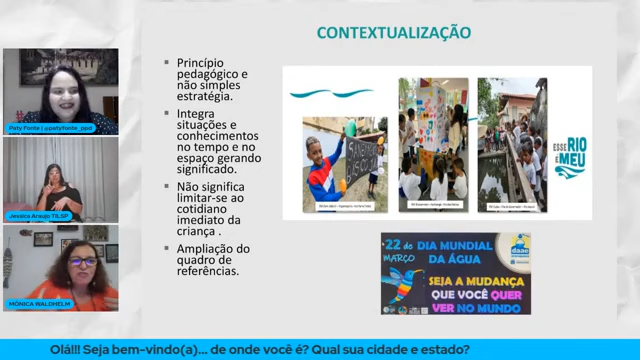 CONTEXTUALIZAÇÃO
Princípio
pedagógico e
não simples
estratégia.
Integra
situações e
conhecimentos
no tempo e no
espaço gerando
significado.
Não significa
limitar-se ao
cotidiano
imediato da
criança .
Ampliação do
quadro de
referências.
Paty Fonte | @patyfonte_ppd
Jessica Araujo TILSP
MÔNICA WALDHELM
ESSE RIO
É MEU
22 de
MARÇO
DIA MUNDIAL
DA ÁGUA
daae
SEJA A MUDANÇA
QUE VOCÊ QUER
VER NO MUNDO
Olá!!! Seja bem-vindo(a)... de onde você é? Qual sua cidade e estado?